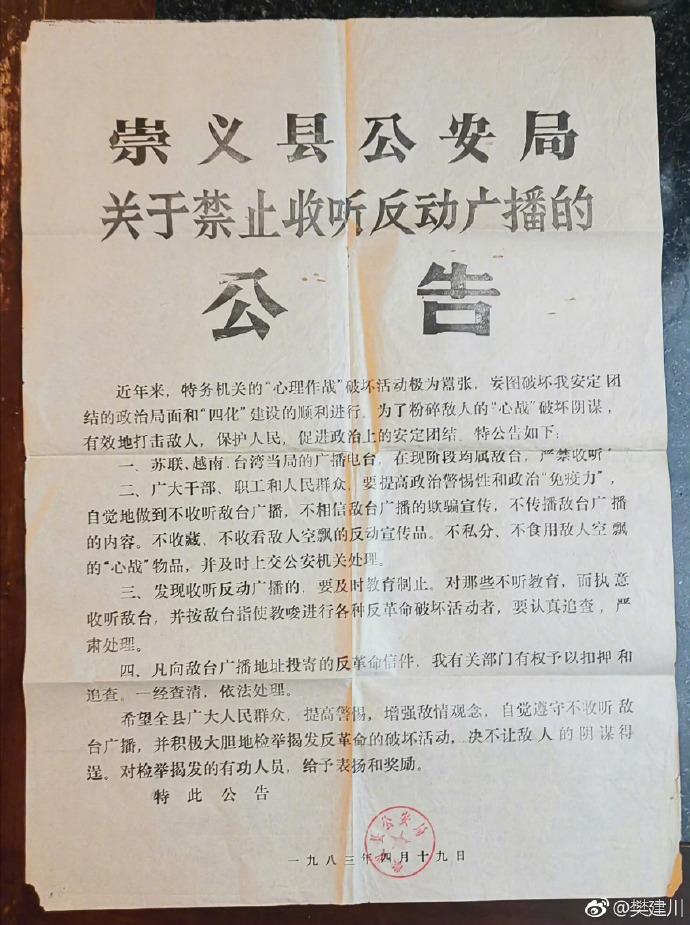 崇义县公安局
关于禁止收听反动广播的
公告
近年来，特务机关的“心理作战”破坏活动极为嚣张，妄图破坏我安定团
结的政治局面和“四化”建设的顺利进行。为了粉碎敌人的“心战”破坏阴谋，
有效地打击敌人，保护人民，促进政治上的安定团结。特公告如下：
一、苏联、越南、台湾当局的广播电台，在现阶段均属敌台，严禁收听。
二、广大干部、职工和人民群众，要提高政治警惕性和政治“免疫力”，
自觉地做到不收听敌台广播，不相信敌台广播的欺骗宣传，不传播敌台广播
的内容。不收藏、不收看敌人空飘的反动宣传品。不私分、不食用敌人空飘
的“心战”物品，并及时上交公安机关处理。
三、发现收听反动广播的，要及时教育制止。对那些不听教育，而执意
收听敌台，并按敌台指使教唆进行各种反革命破坏活动者，要认真追查，严
肃处理。
四、凡向敌台广播地址投寄的反革命信件，我有关部门有权予以扣押和
追查。一经查清，依法处理。
希望全县广大人民群众，提高警惕，增强敌情观念，自觉遵守不收听敌
台广播，并积极大胆地检举揭发反革命的破坏活动，决不让敌人的阴谋得
逞。对检举揭发的有功人员，给予表扬和奖励。
特此公告
崇义县公安局
一九八三年四月十九日
@樊建川